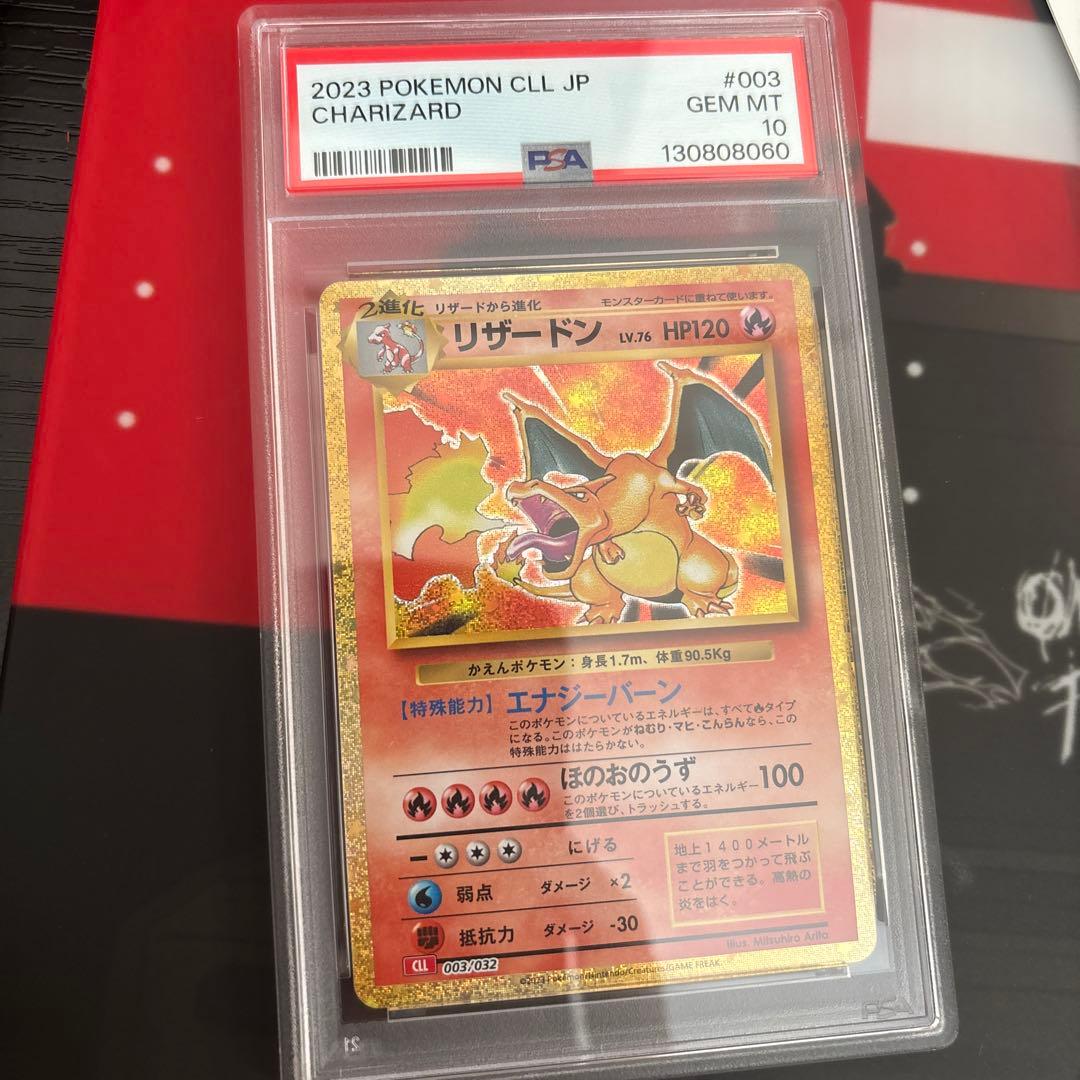 2023 POKEMON CLL JP
#003
CHARIZARD
GEM MT
10
PSA
130808060
2進化
リザードから進化
モンスターカードに重ねて使います。
リザードン LV.76 HP120
かえんポケモン：身長1.7m、体重90.5Kg
【特殊能力】エナジーバーン
このポケモンについているエネルギーは、すべてタイプ
になる。このポケモンがねむり・マヒ・こんらんなら、この
特殊能力ははたらかない。
ほのおのうず 100
このポケモンについているエネルギー
を2個選び、トラッシュする。
にげる
弱点 ダメージ ×2
抵抗力 ダメージ -30
地上1400メートル
まで羽をつかって飛ぶ
ことができる。高熱の
炎をはく。
Illus. Mitsuhiro Arita
CLL 003/032
©2023 Pokémon/Nintendo/Creatures/GAME FREAK.
PSA
21